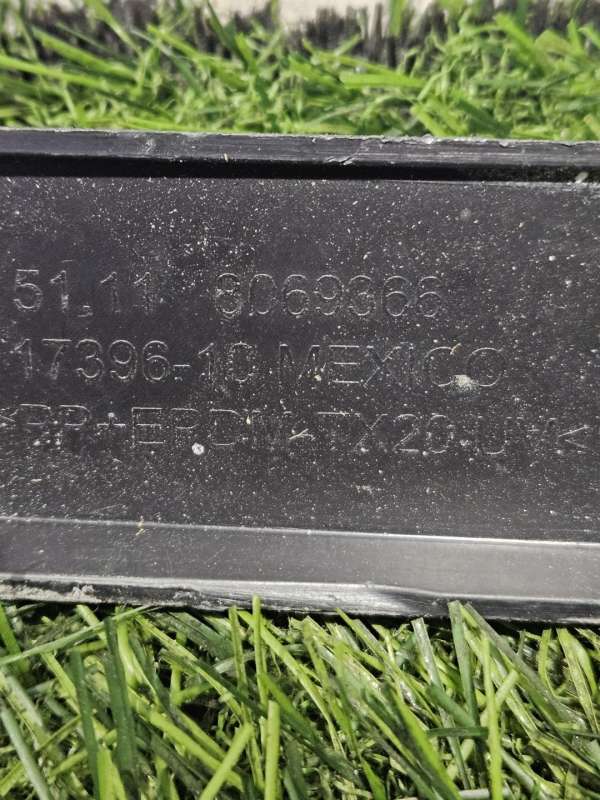 51.11 8069366
17396-10 MEXICO
>PP+EPDM-TX20-UV<